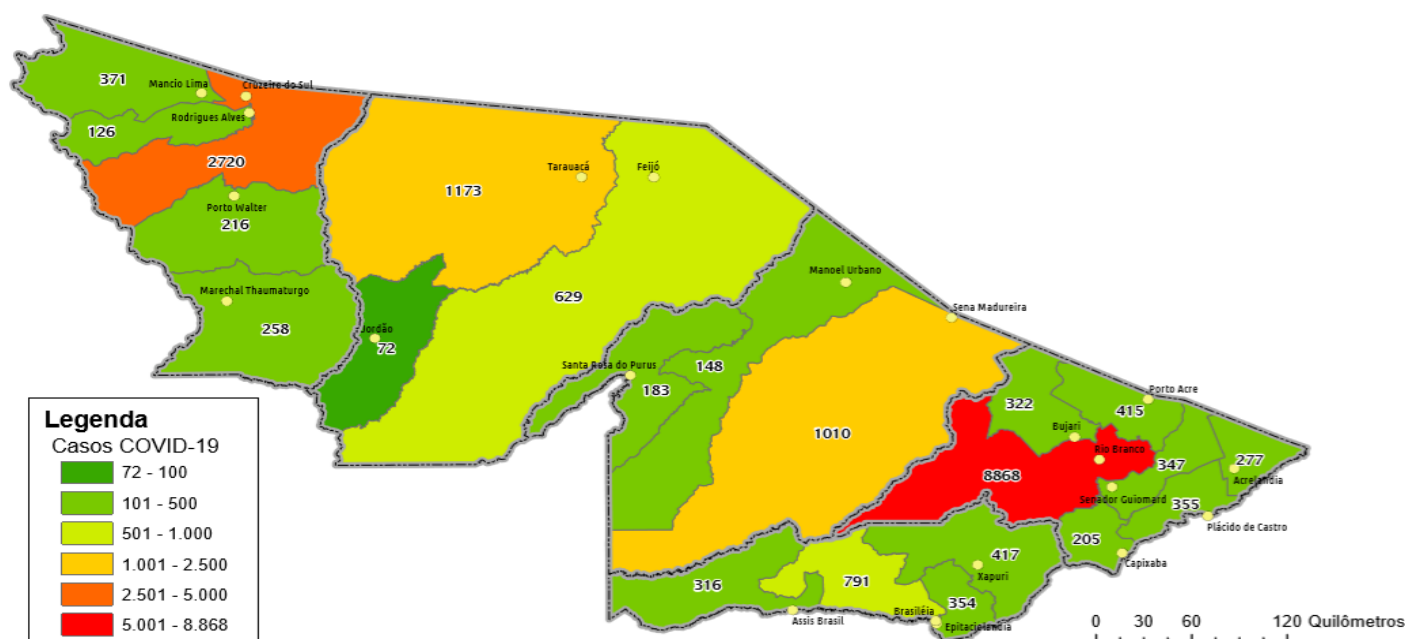 371
Mancio Lima
Cruzeiro do Sul
Rodrigues Alves
126
2720
Tarauacá
Feijó
1173
Porto Walter
216
Manoel Urbano
Marechal Thaumaturgo
629
Sena Madureira
258
Jordão
72
Santa Rosa do Purus
148
183
Porto Acre
322
415
Bujari
1010
Rio Branco
347
277
8868
Acrelandia
Senador Guiomard
355
Plácido de Castro
205
Capixaba
417
Xapuri
316
791
354
Brasiléia
Assis Brasil
Epitaciolandia
Legenda
Casos COVID-19
72 - 100
101 - 500
501 - 1.000
1.001 - 2.500
2.501 - 5.000
5.001 - 8.868
0 30 60 120 Quilômetros